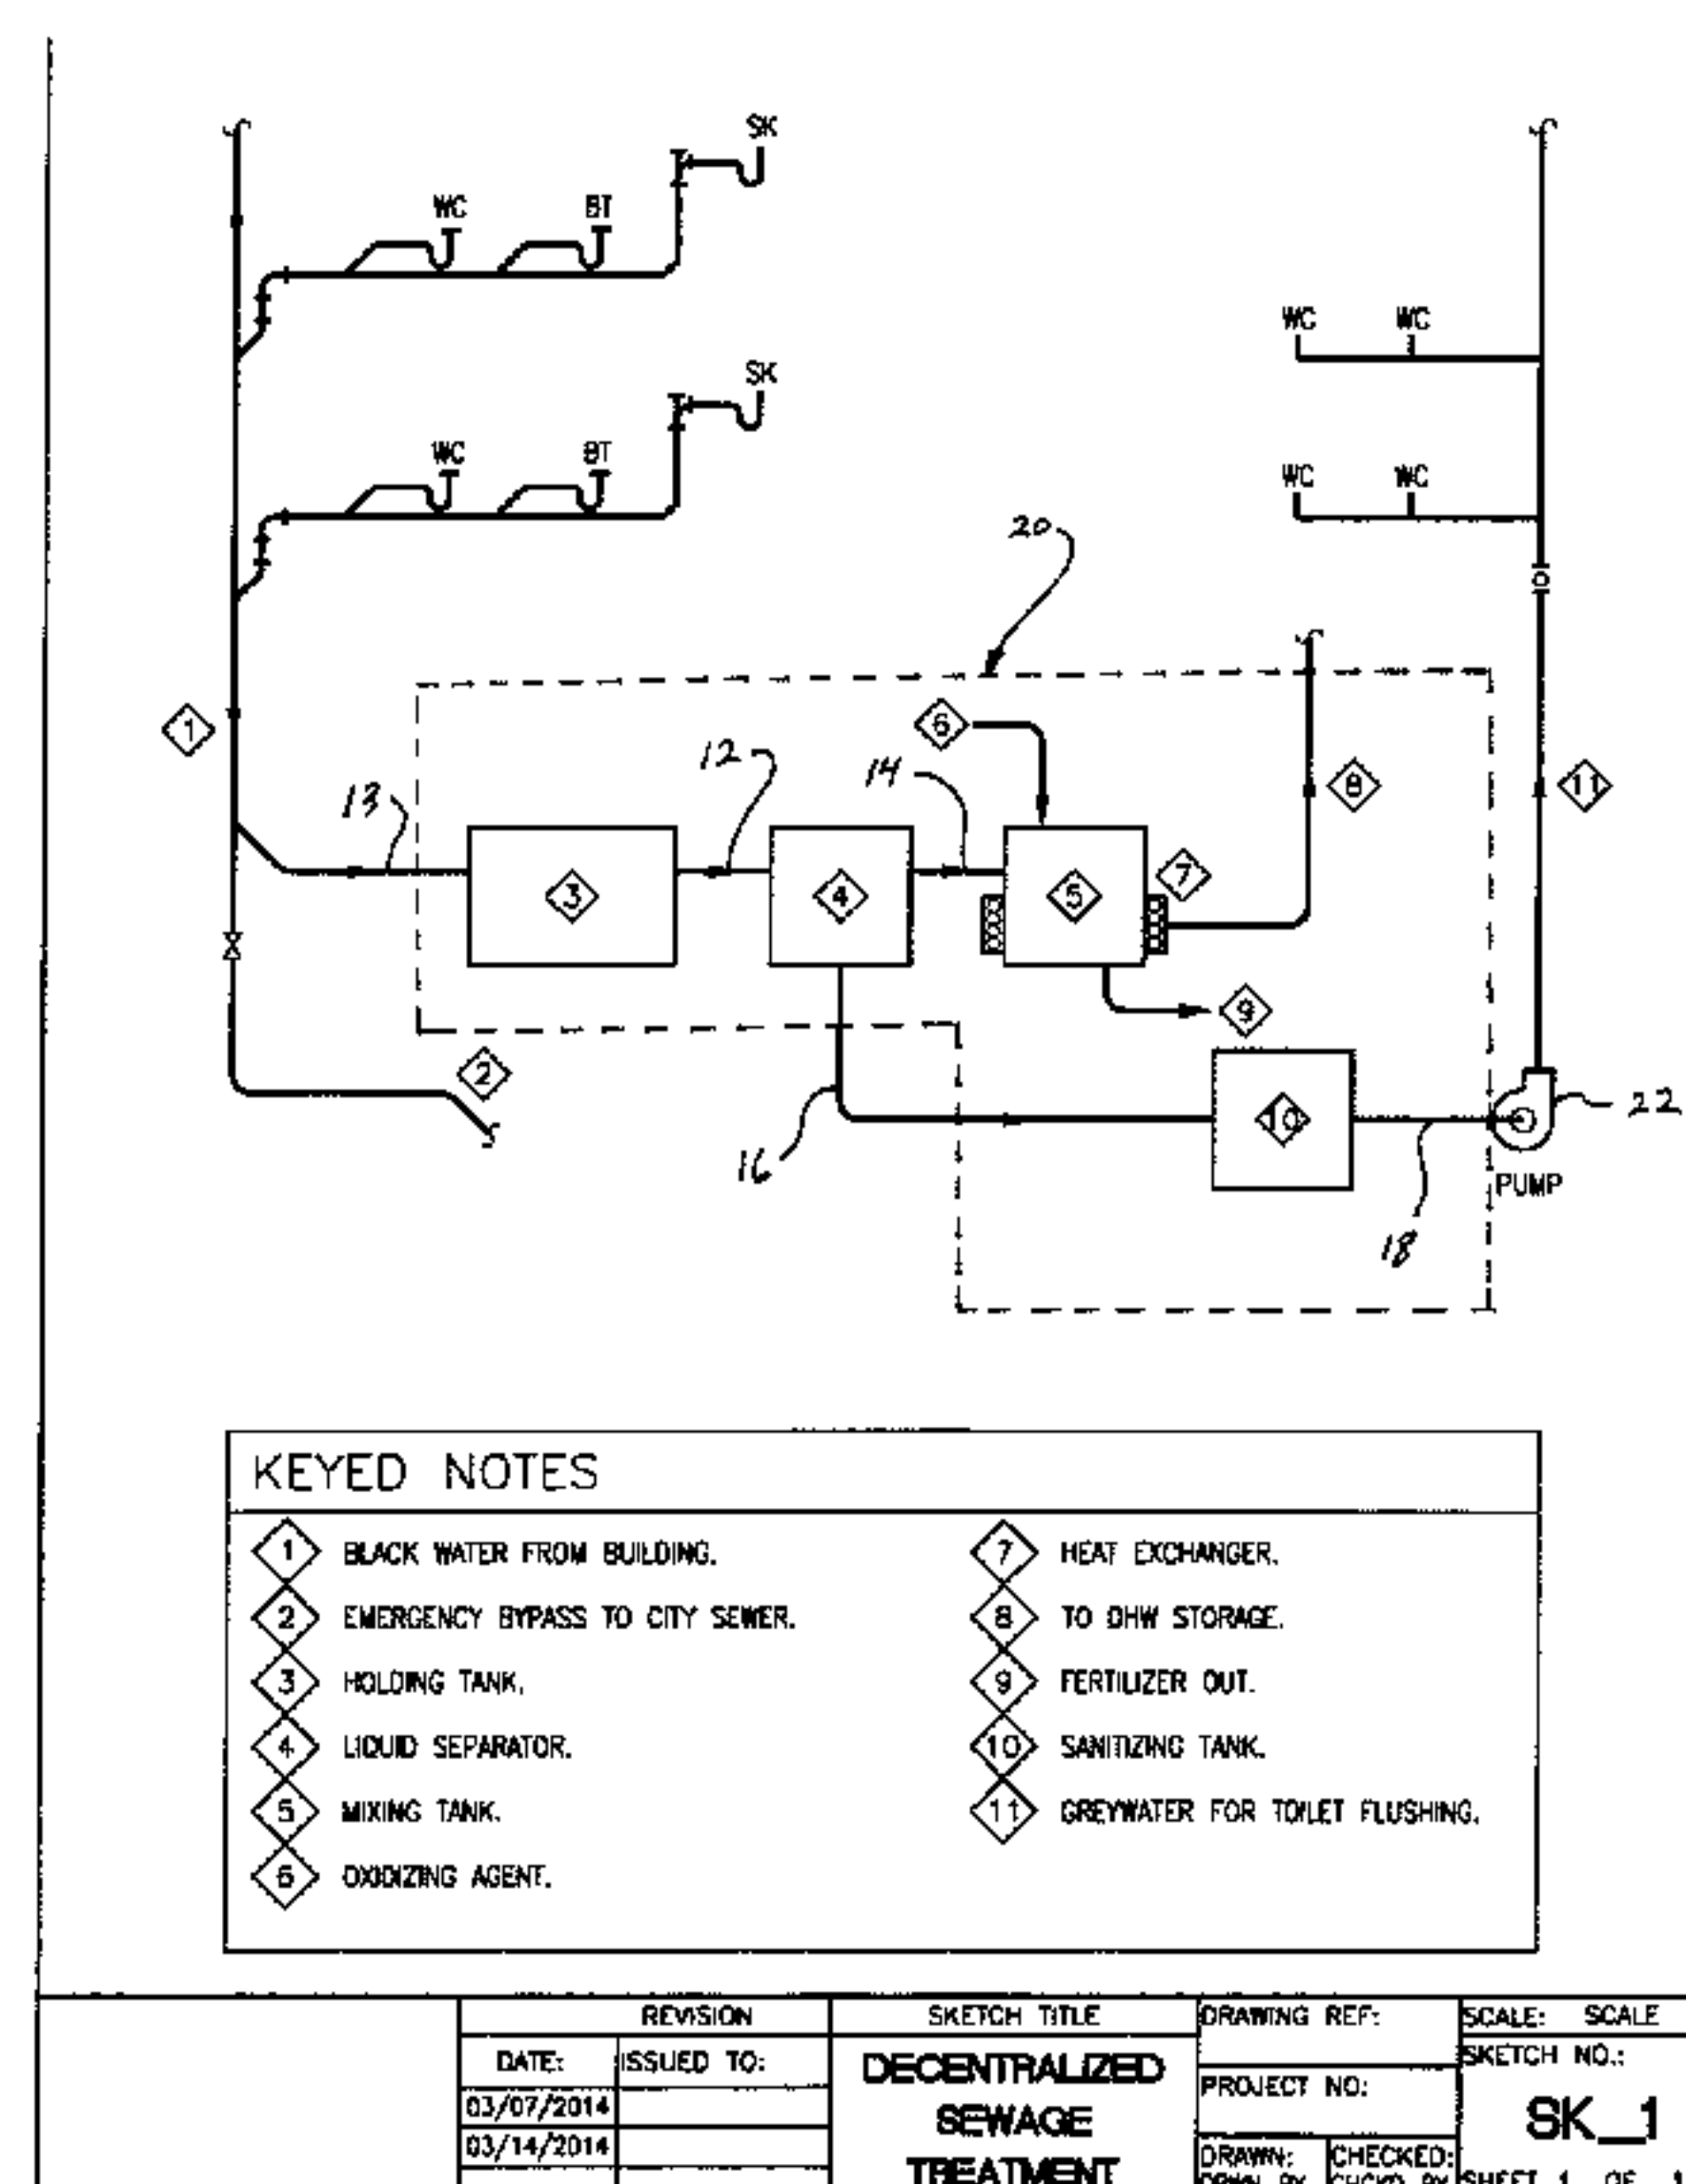 SK
WC BT
WC WC
SK
WC BT
WC WC
20
6
1
12
14
8
11
13
7
3
4
5
9
2
10
22
16
PUMP
18
KEYED NOTES
1 BLACK WATER FROM BUILDING.
2 EMERGENCY BYPASS TO CITY SEWER.
3 HOLDING TANK.
4 LIQUID SEPARATOR.
5 MIXING TANK.
6 OXIDIZING AGENT.
7 HEAT EXCHANGER.
8 TO DHW STORAGE.
9 FERTILIZER OUT.
10 SANITIZING TANK.
11 GREYWATER FOR TOILET FLUSHING.
REVISION
DATE: ISSUED TO:
03/07/2014
03/14/2014
SKETCH TITLE
DECENTRALIZED
SEWAGE
TREATMENT
DRAWING REF:
PROJECT NO:
DRAWN: CHECKED:
SCALE: SCALE
SKETCH NO.:
SK_1
SHEET 1 OF 1